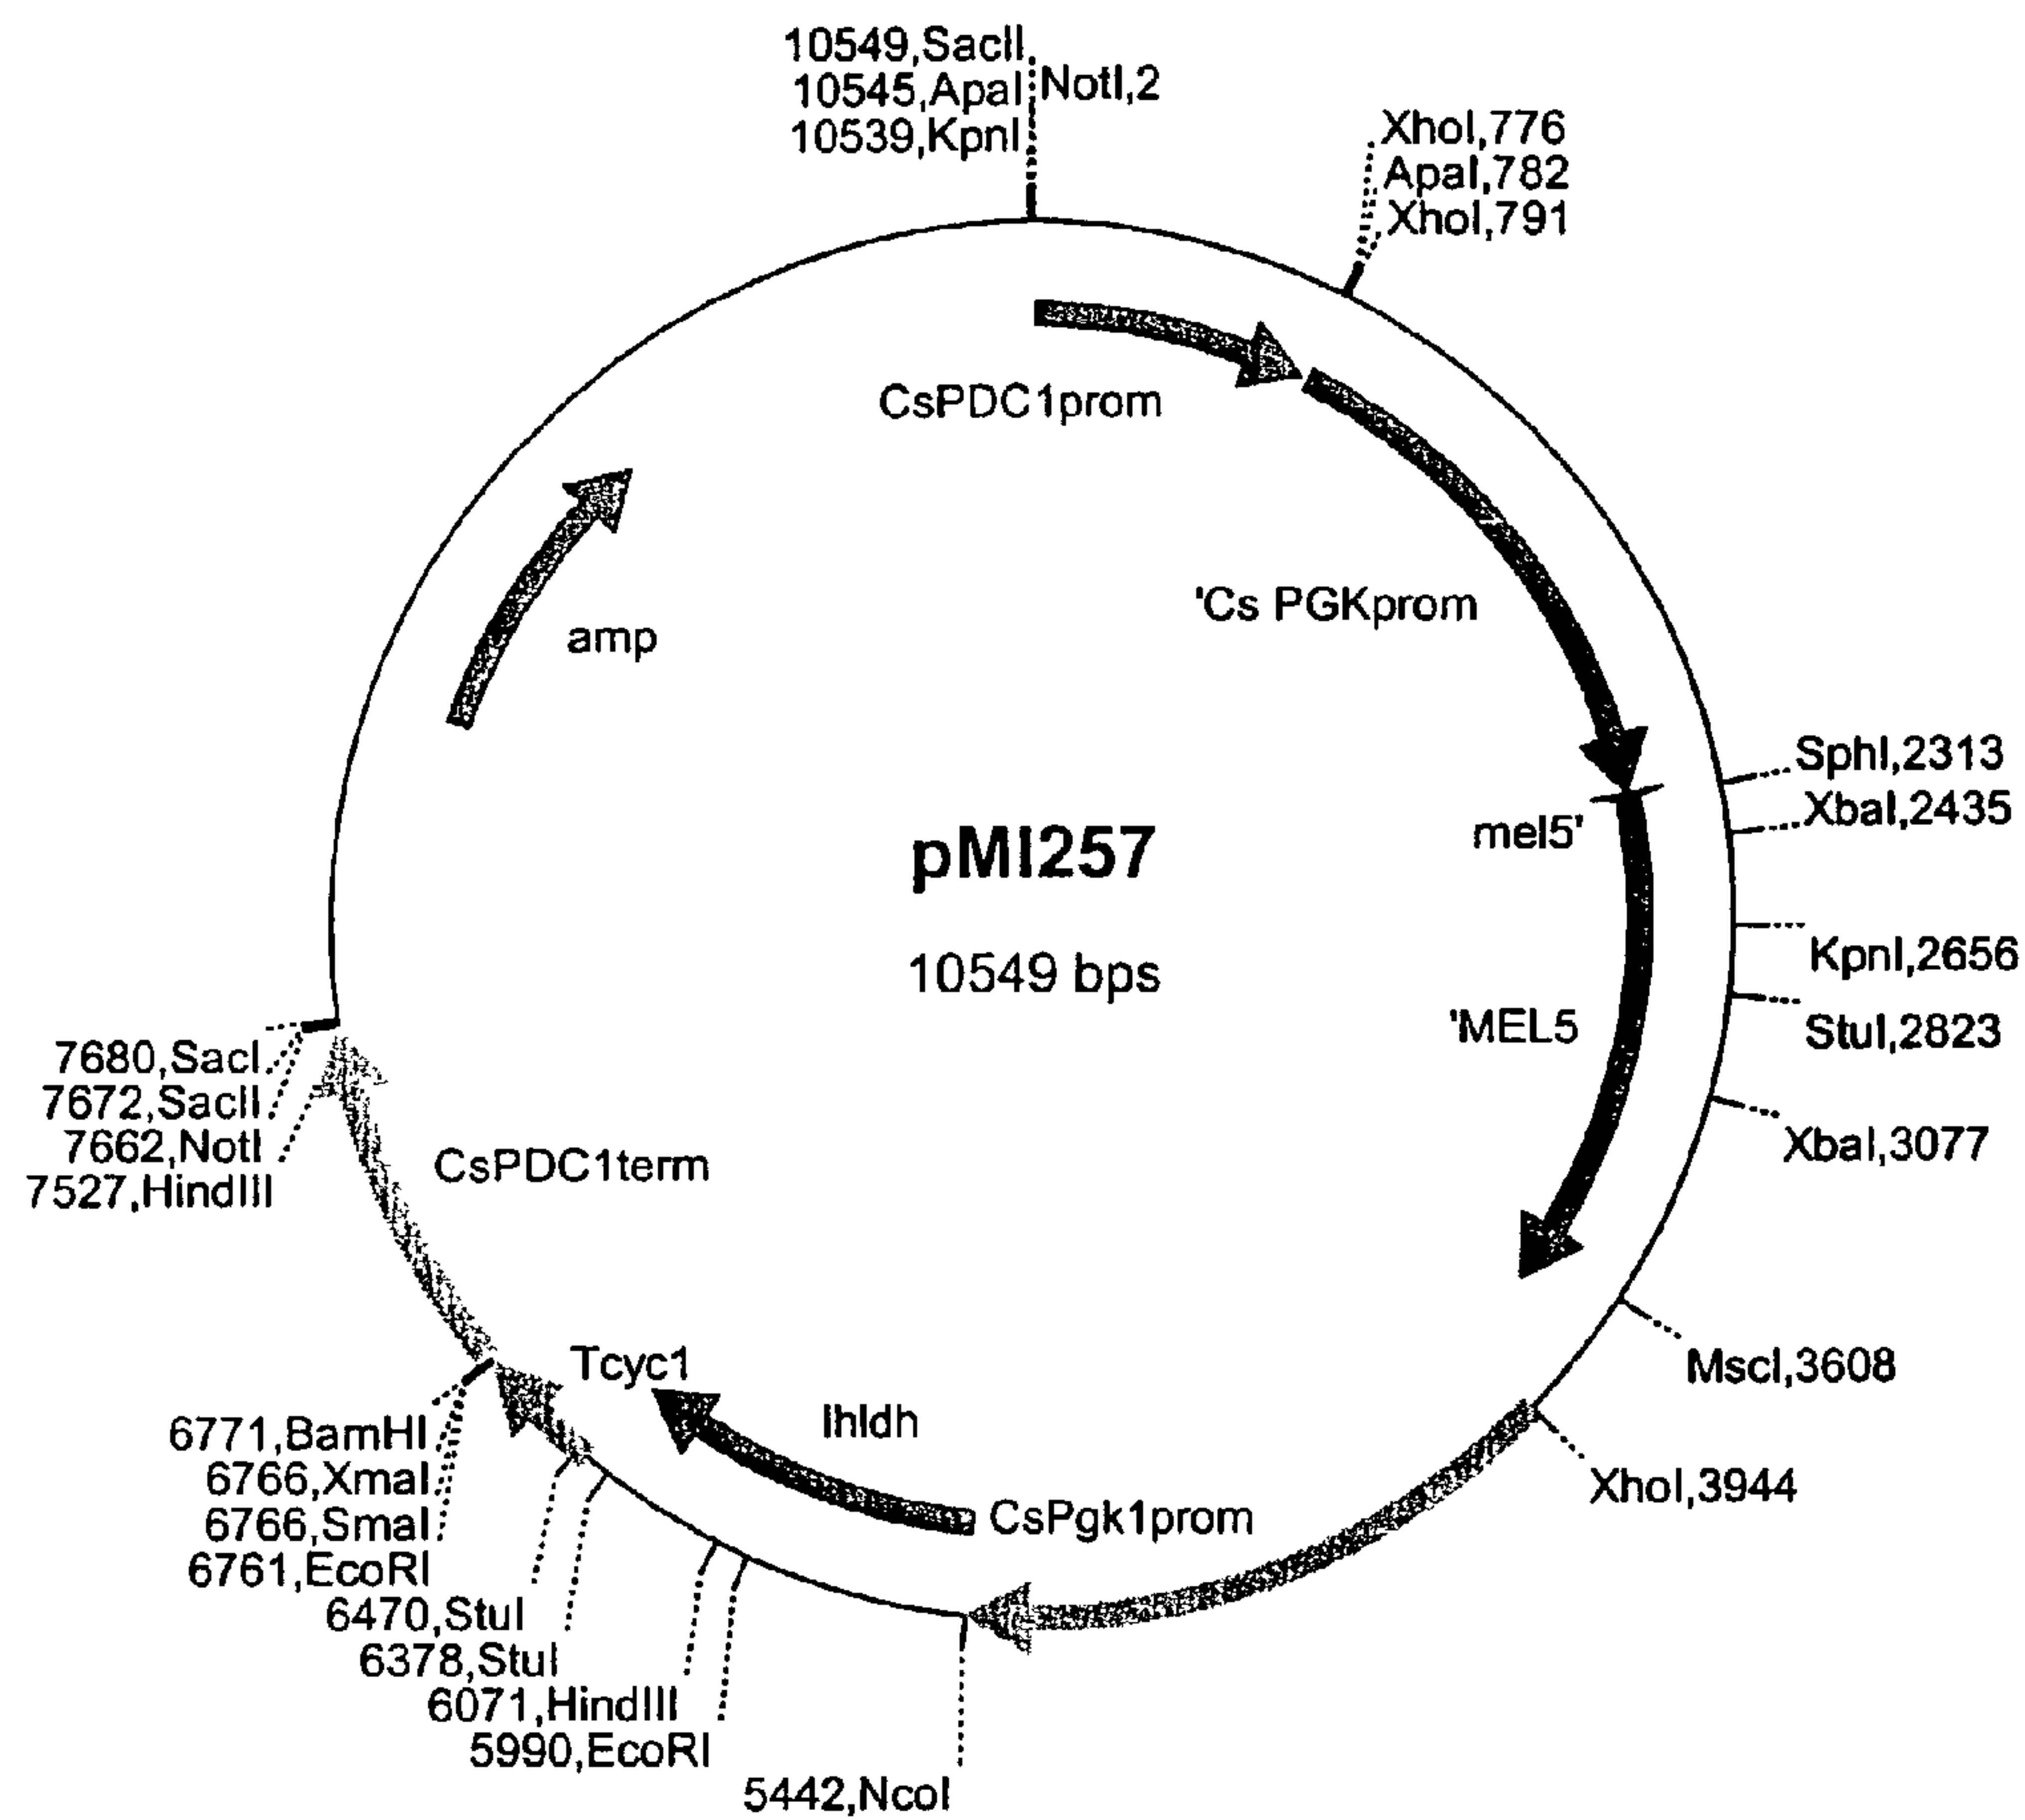 10549,SacII
10545,ApaI
10539,KpnI
NotI,2
XhoI,776
ApaI,782
XhoI,791
CsPDC1prom
'Cs PGKprom
amp
SphI,2313
XbaI,2435
mel5'
KpnI,2656
pMI257
10549 bps
'MEL5
StuI,2823
XbaI,3077
7680,SacI
7672,SacII
7662,NotI
7527,HindIII
CsPDC1term
MscI,3608
Tcyc1
lhldh
XhoI,3944
CsPgk1prom
6771,BamHI
6766,XmaI
6766,SmaI
6761,EcoRI
6470,StuI
6378,StuI
6071,HindIII
5990,EcoRI
5442,NcoI